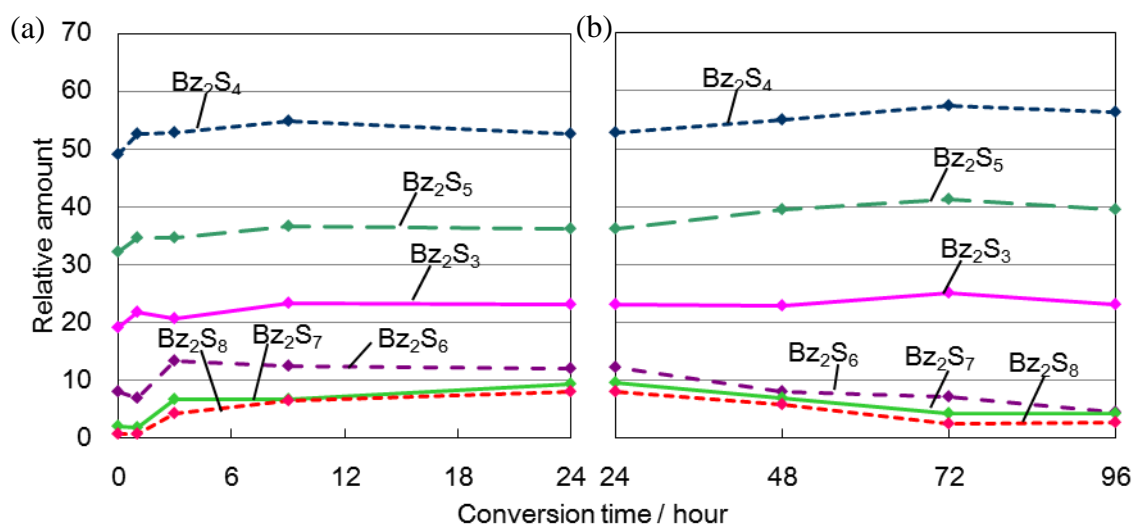 (a)
(b)
Relative amount
70
60
50
40
30
20
10
0
Bz₂S₄
Bz₂S₅
Bz₂S₃
Bz₂S₈
Bz₂S₇
Bz₂S₆
0 6 12 18 24
Bz₂S₄
Bz₂S₅
Bz₂S₃
Bz₂S₆
Bz₂S₇
Bz₂S₈
24 48 72 96
Conversion time / hour